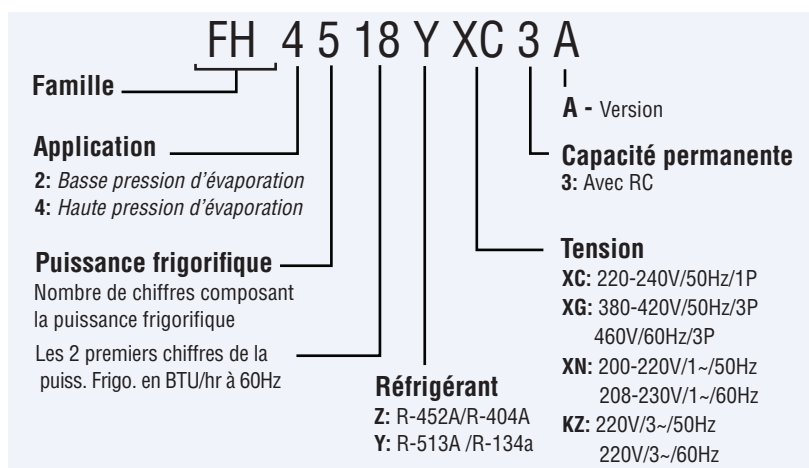 FH 4 5 18 Y XC 3 A
Famille
A - Version
Application
2: Basse pression d'évaporation
4: Haute pression d'évaporation
Capacité permanente
3: Avec RC
Puissance frigorifique
Nombre de chiffres composant
la puissance frigorifique
Les 2 premiers chiffres de la
puiss. Frigo. en BTU/hr à 60Hz
Réfrigérant
Z: R-452A/R-404A
Y: R-513A /R-134a
Tension
XC: 220-240V/50Hz/1P
XG: 380-420V/50Hz/3P
460V/60Hz/3P
XN: 200-220V/1~/50Hz
208-230V/1~/60Hz
KZ: 220V/3~/50Hz
220V/3~/60Hz